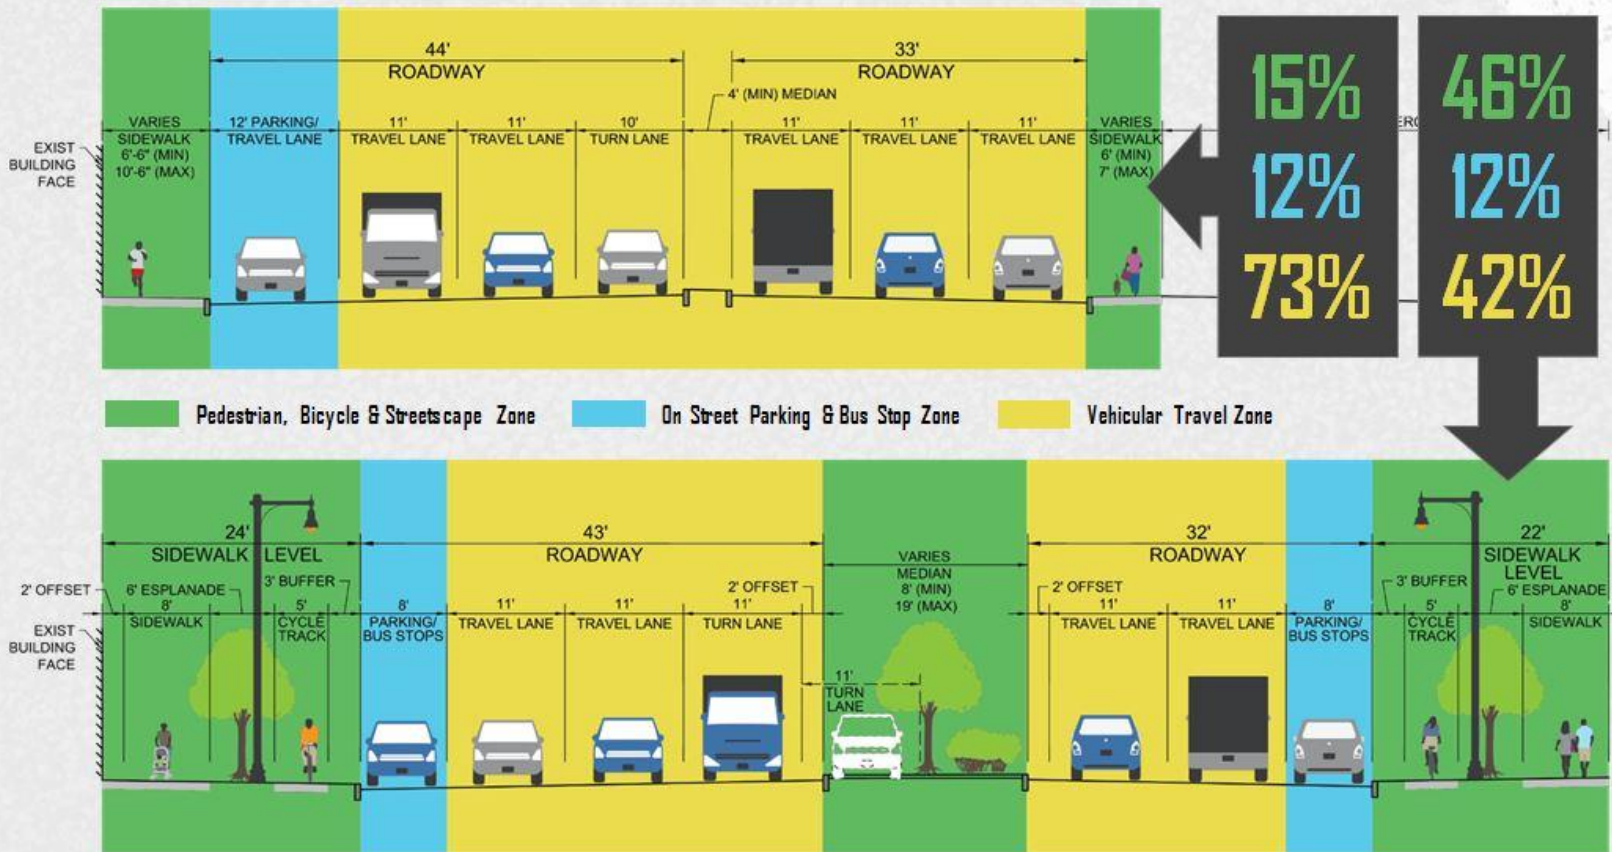 44'
ROADWAY
33'
ROADWAY
4' (MIN) MEDIAN
EXIST
BUILDING
FACE
VARIES
SIDEWALK
6'-6" (MIN)
10'-6" (MAX)
12' PARKING/
TRAVEL LANE
11'
TRAVEL LANE
11'
TRAVEL LANE
10'
TURN LANE
11'
TRAVEL LANE
11'
TRAVEL LANE
11'
TRAVEL LANE
VARIES
SIDEWALK
6' (MIN)
7' (MAX)
15%
12%
73%
46%
12%
42%
Pedestrian, Bicycle & Streetscape Zone
On Street Parking & Bus Stop Zone
Vehicular Travel Zone
24'
SIDEWALK LEVEL
43'
ROADWAY
VARIES
MEDIAN
8' (MIN)
19' (MAX)
32'
ROADWAY
22'
SIDEWALK
LEVEL
2' OFFSET
6' ESPLANADE
3' BUFFER
EXIST
BUILDING
FACE
8'
SIDEWALK
5'
CYCLE
TRACK
8'
PARKING/
BUS STOPS
11'
TRAVEL LANE
11'
TRAVEL LANE
11'
TURN LANE
2' OFFSET
11'
TURN
LANE
2' OFFSET
11'
TRAVEL LANE
11'
TRAVEL LANE
8'
PARKING/
BUS STOPS
3' BUFFER
5'
CYCLE
TRACK
6' ESPLANADE
8'
SIDEWALK